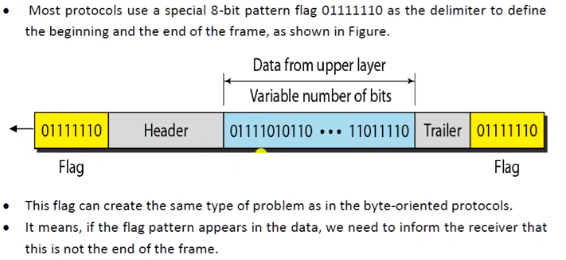 • Most protocols use a special 8-bit pattern flag 01111110 as the delimiter to define
the beginning and the end of the frame, as shown in Figure.
Data from upper layer
Variable number of bits
01111110 Header 01111010110 ••• 11011110 Trailer 01111110
Flag Flag
• This flag can create the same type of problem as in the byte-oriented protocols.
• It means, if the flag pattern appears in the data, we need to inform the receiver that
this is not the end of the frame.